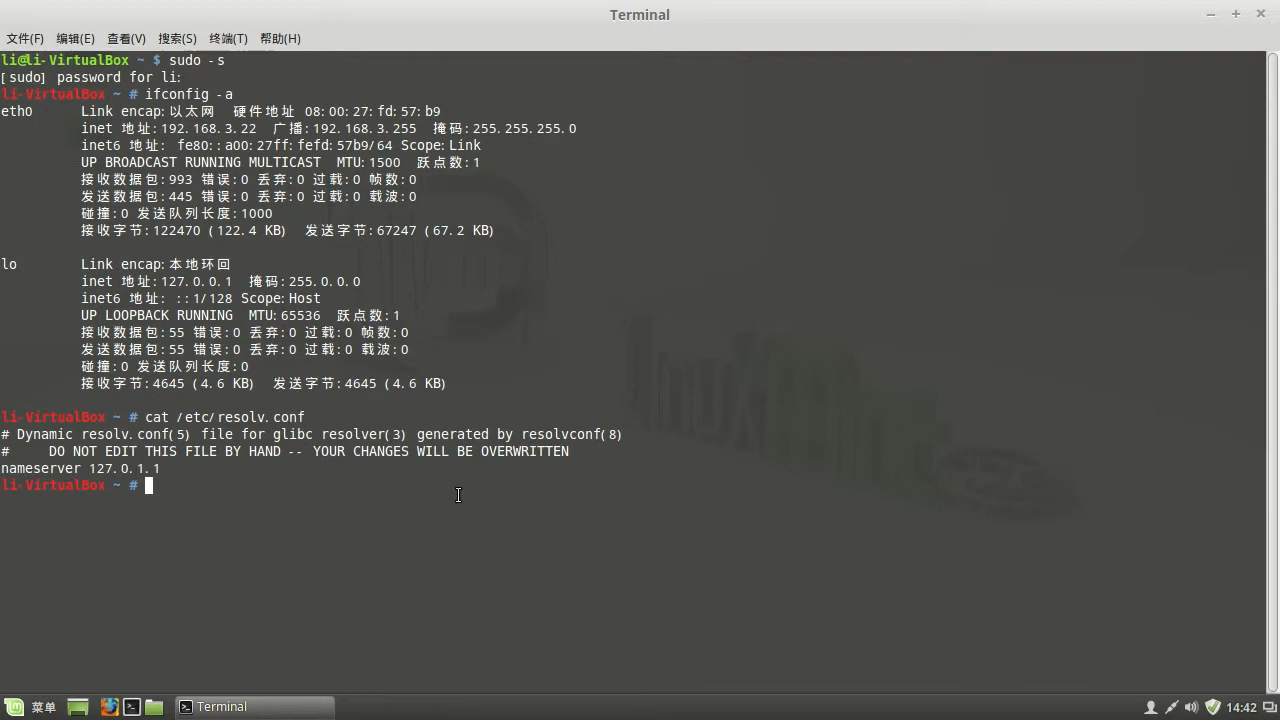 Terminal
文件(F) 编辑(E) 查看(V) 搜索(S) 终端(T) 帮助(H)
li@li-VirtualBox ~ $ sudo -s
[sudo] password for li:
li-VirtualBox ~ # ifconfig -a
eth0      Link encap:以太网  硬件地址 08:00:27:fd:57:b9
          inet 地址:192.168.3.22  广播:192.168.3.255  掩码:255.255.255.0
          inet6 地址: fe80::a00:27ff:fefd:57b9/64 Scope:Link
          UP BROADCAST RUNNING MULTICAST  MTU:1500  跃点数:1
          接收数据包:993 错误:0 丢弃:0 过载:0 帧数:0
          发送数据包:445 错误:0 丢弃:0 过载:0 载波:0
          碰撞:0 发送队列长度:1000
          接收字节:122470 (122.4 KB)  发送字节:67247 (67.2 KB)
lo        Link encap:本地环回
          inet 地址:127.0.0.1  掩码:255.0.0.0
          inet6 地址: ::1/128 Scope:Host
          UP LOOPBACK RUNNING  MTU:65536  跃点数:1
          接收数据包:55 错误:0 丢弃:0 过载:0 帧数:0
          发送数据包:55 错误:0 丢弃:0 过载:0 载波:0
          碰撞:0 发送队列长度:0
          接收字节:4645 (4.6 KB)  发送字节:4645 (4.6 KB)
li-VirtualBox ~ # cat /etc/resolv.conf
# Dynamic resolv.conf(5) file for glibc resolver(3) generated by resolvconf(8)
#     DO NOT EDIT THIS FILE BY HAND -- YOUR CHANGES WILL BE OVERWRITTEN
nameserver 127.0.1.1
li-VirtualBox ~ #
菜单 Terminal 14:42